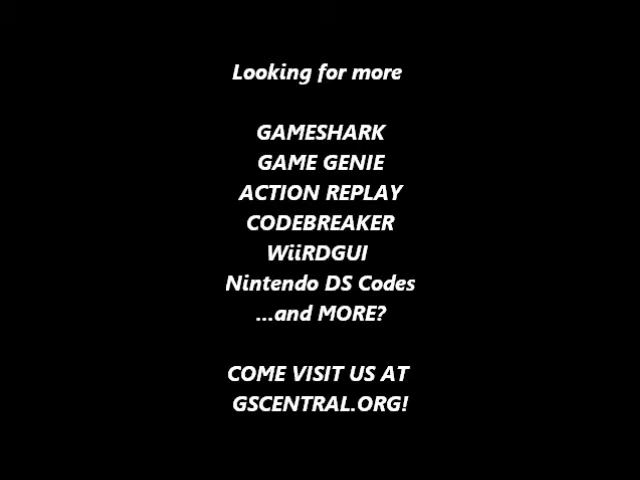 Looking for more
GAMESHARK
GAME GENIE
ACTION REPLAY
CODEBREAKER
WiiRDGUI
Nintendo DS Codes
...and MORE?
COME VISIT US AT
GSCENTRAL.ORG!